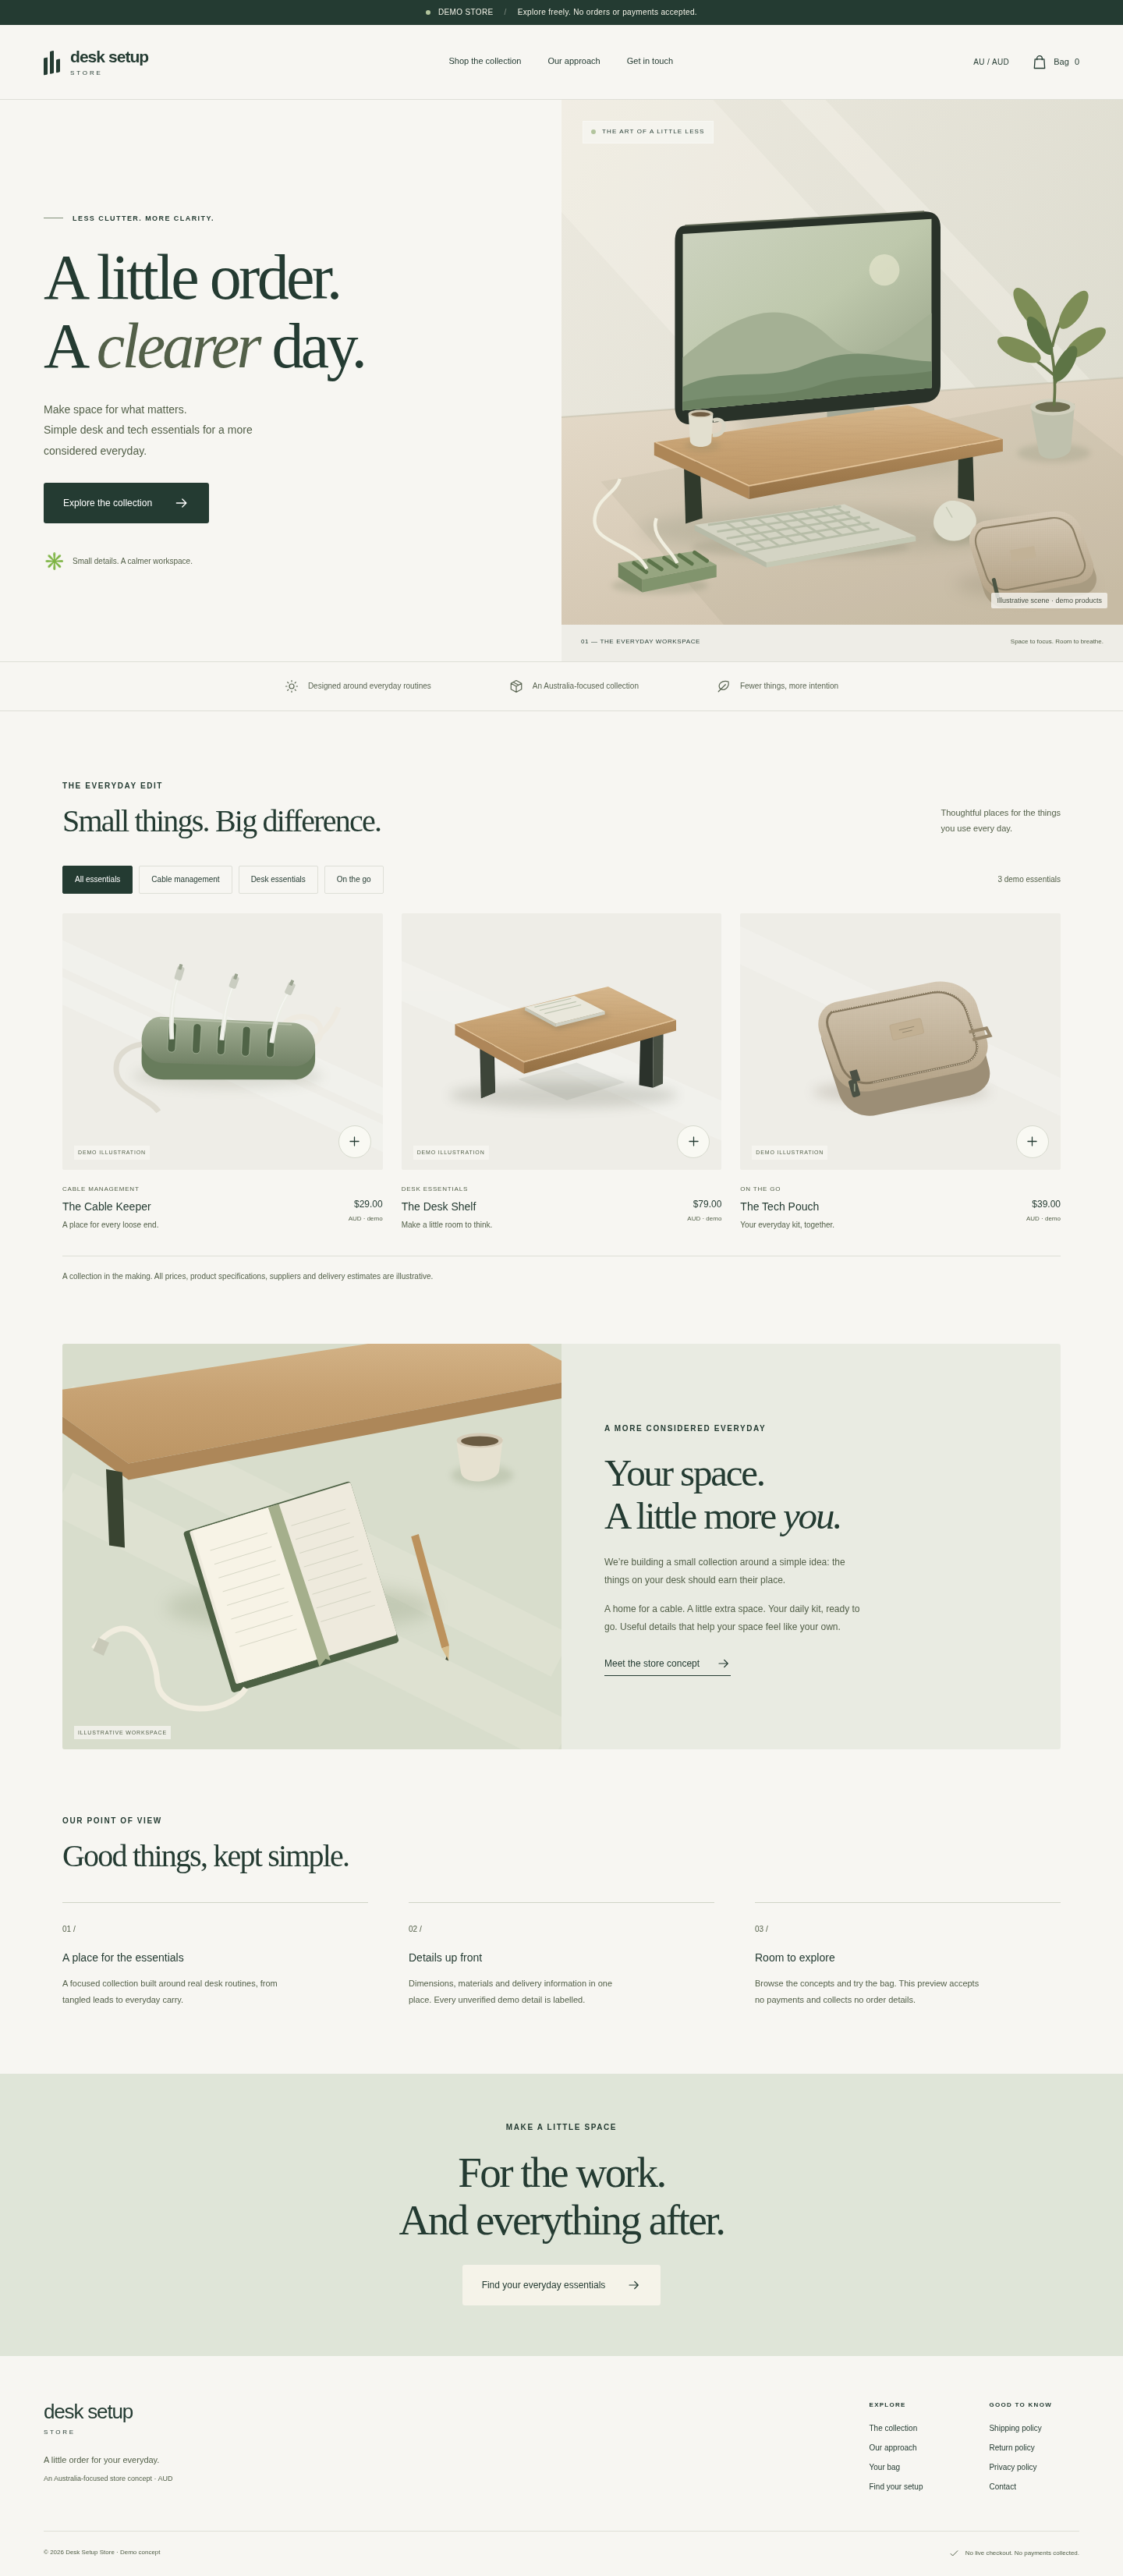 DEMO STORE / Explore freely. No orders or payments accepted.
desk setup
STORE
Shop the collection Our approach Get in touch
AU / AUD Bag 0
THE ART OF A LITTLE LESS
LESS CLUTTER. MORE CLARITY.
A little order.
A clearer day.
Make space for what matters.
Simple desk and tech essentials for a more
considered everyday.
Explore the collection
Small details. A calmer workspace.
Illustrative scene · demo products
01 — THE EVERYDAY WORKSPACE
Space to focus. Room to breathe.
Designed around everyday routines
An Australia-focused collection
Fewer things, more intention
THE EVERYDAY EDIT
Small things. Big difference.
Thoughtful places for the things
you use every day.
All essentials
Cable management
Desk essentials
On the go
3 demo essentials
DEMO ILLUSTRATION
DEMO ILLUSTRATION
DEMO ILLUSTRATION
CABLE MANAGEMENT
The Cable Keeper
A place for every loose end.
$29.00
AUD · demo
DESK ESSENTIALS
The Desk Shelf
Make a little room to think.
$79.00
AUD · demo
ON THE GO
The Tech Pouch
Your everyday kit, together.
$39.00
AUD · demo
A collection in the making. All prices, product specifications, suppliers and delivery estimates are illustrative.
ILLUSTRATIVE WORKSPACE
A MORE CONSIDERED EVERYDAY
Your space.
A little more you.
We're building a small collection around a simple idea: the
things on your desk should earn their place.
A home for a cable. A little extra space. Your daily kit, ready to
go. Useful details that help your space feel like your own.
Meet the store concept
OUR POINT OF VIEW
Good things, kept simple.
01 /
A place for the essentials
A focused collection built around real desk routines, from
tangled leads to everyday carry.
02 /
Details up front
Dimensions, materials and delivery information in one
place. Every unverified demo detail is labelled.
03 /
Room to explore
Browse the concepts and try the bag. This preview accepts
no payments and collects no order details.
MAKE A LITTLE SPACE
For the work.
And everything after.
Find your everyday essentials
desk setup
STORE
A little order for your everyday.
An Australia-focused store concept · AUD
EXPLORE
The collection
Our approach
Your bag
Find your setup
GOOD TO KNOW
Shipping policy
Return policy
Privacy policy
Contact
© 2026 Desk Setup Store · Demo concept
No live checkout. No payments collected.